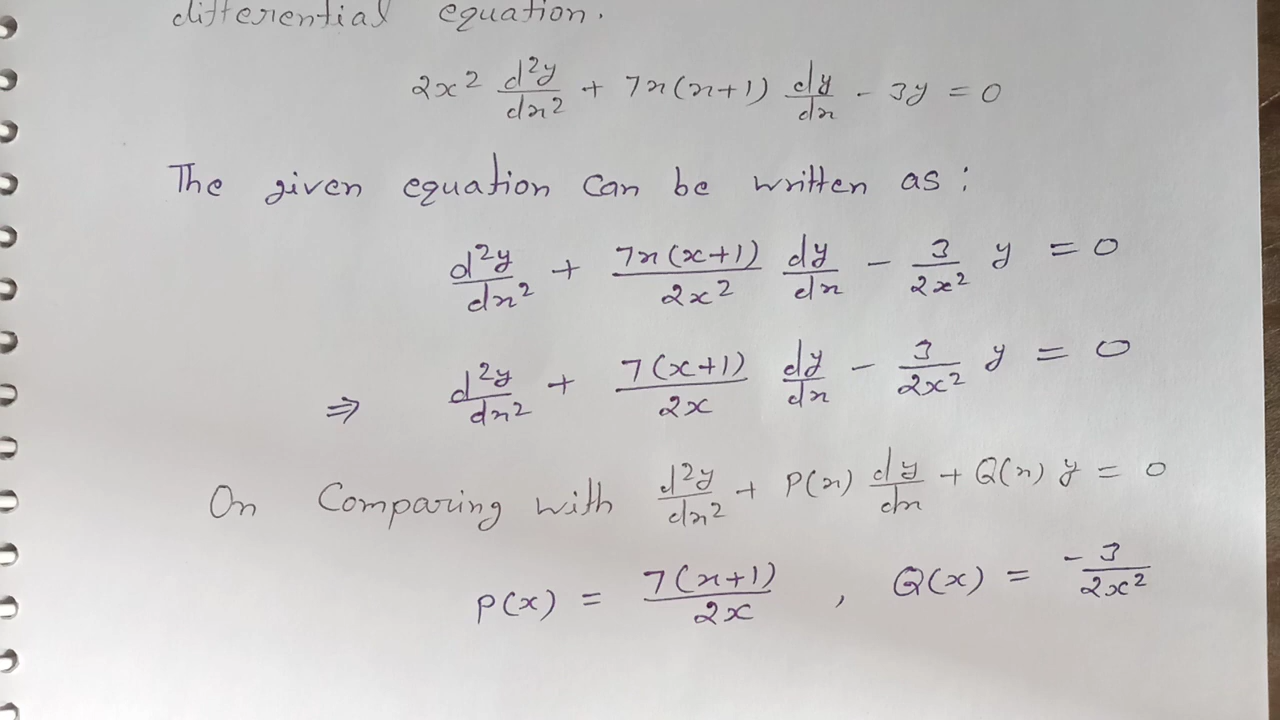 differential equation.
2x² d²y/dx² + 7x(x+1) dy/dx - 3y = 0
The given equation can be written as :
d²y/dx² + 7x(x+1)/2x² dy/dx - 3/2x² y = 0
⇒ d²y/dx² + 7(x+1)/2x dy/dx - 3/2x² y = 0
On Comparing with d²y/dx² + P(x) dy/dx + Q(x) y = 0
P(x) = 7(x+1)/2x , Q(x) = -3/2x²